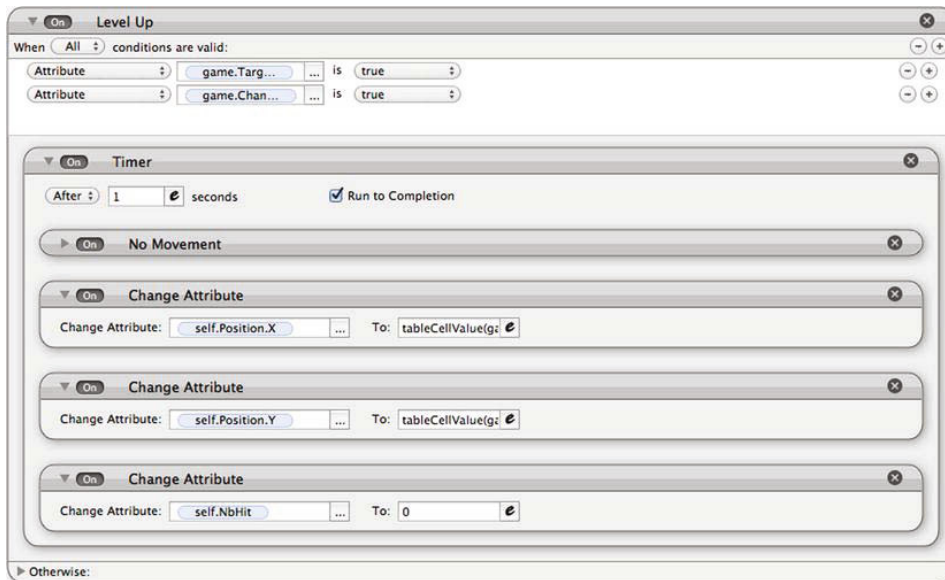 On Level Up
When All conditions are valid:
Attribute game.Targ... ... is true
Attribute game.Chan... ... is true
On Timer
After 1 e seconds Run to Completion
On No Movement
On Change Attribute
Change Attribute: self.Position.X ... To: tableCellValue(ga e
On Change Attribute
Change Attribute: self.Position.Y ... To: tableCellValue(ga e
On Change Attribute
Change Attribute: self.NbHit ... To: 0 e
Otherwise: